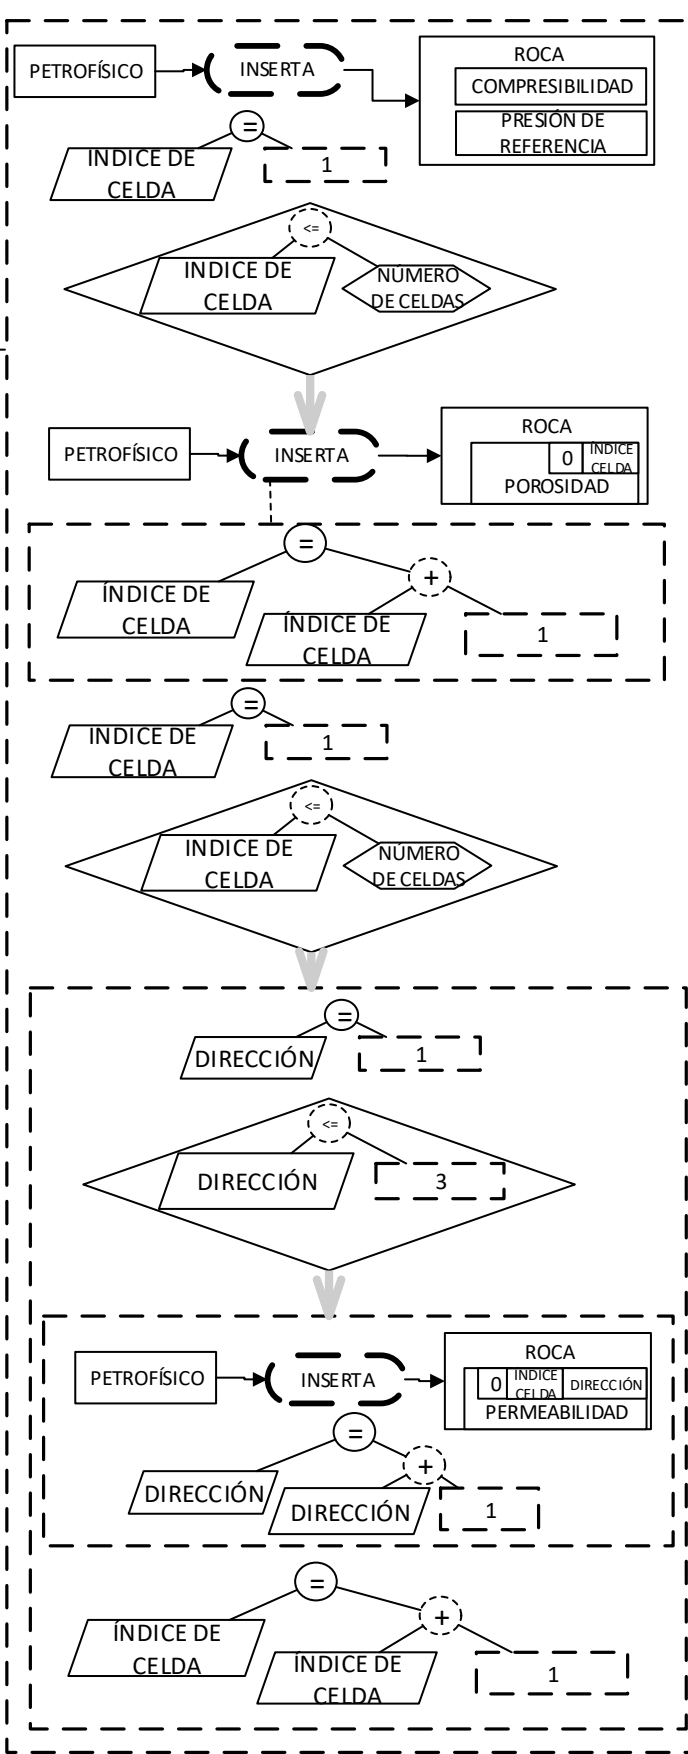 PETROFÍSICO
INSERTA
ROCA
COMPRESIBILIDAD
PRESIÓN DE
REFERENCIA
=
INDICE DE
CELDA
1
<=
INDICE DE
CELDA
NÚMERO
DE CELDAS
PETROFÍSICO
INSERTA
ROCA
0
ÍNDICE
CELDA
POROSIDAD
=
ÍNDICE DE
CELDA
+
ÍNDICE DE
CELDA
1
=
INDICE DE
CELDA
1
<=
INDICE DE
CELDA
NÚMERO
DE CELDAS
=
DIRECCIÓN
1
<=
DIRECCIÓN
3
PETROFÍSICO
INSERTA
ROCA
0
INDICE
CELDA
DIRECCIÓN
PERMEABILIDAD
=
DIRECCIÓN
+
DIRECCIÓN
1
=
ÍNDICE DE
CELDA
+
ÍNDICE DE
CELDA
1